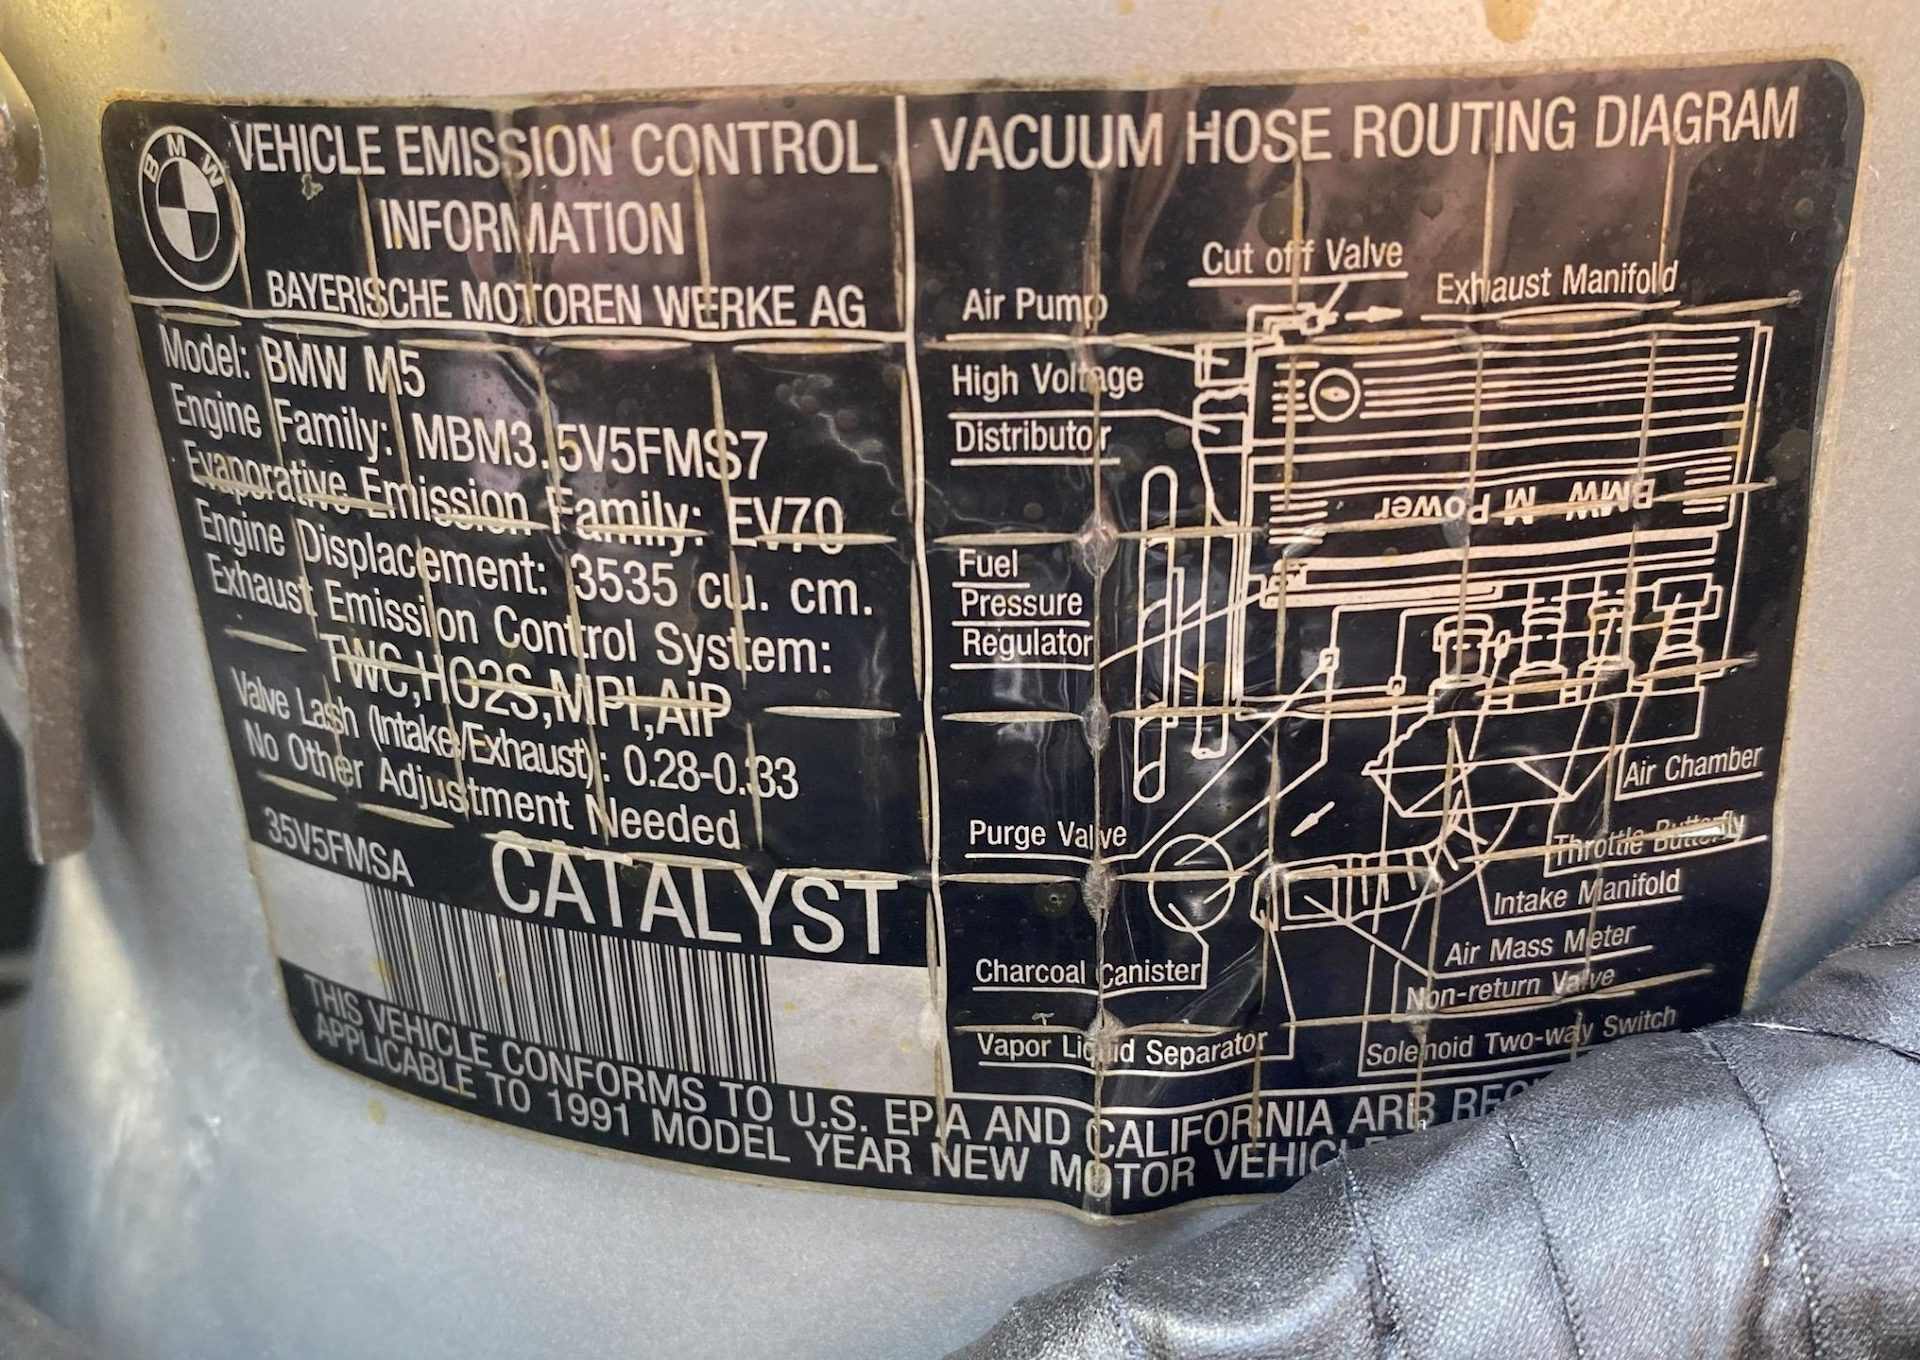 BMW
VEHICLE EMISSION CONTROL
INFORMATION
BAYERISCHE MOTOREN WERKE AG
Model: BMW M5
Engine Family: MBM3.5V5FMS7
Evaporative Emission Family: EV70
Engine Displacement: 3535 cu. cm.
Exhaust Emission Control System:
TWC,HO2S,MPI,AIP
Valve Lash (Intake/Exhaust): 0.28-0.33
No Other Adjustment Needed
35V5FMSA
CATALYST
VACUUM HOSE ROUTING DIAGRAM
Cut off Valve
Air Pump
Exhaust Manifold
High Voltage
Distributor
BMW M Power
Fuel
Pressure
Regulator
Air Chamber
Purge Valve
Throttle Butterfly
Intake Manifold
Air Mass Meter
Charcoal Canister
Non-return Valve
Vapor Liquid Separator
Solenoid Two-way Switch
THIS VEHICLE CONFORMS TO U.S. EPA AND CALIFORNIA ARB
APPLICABLE TO 1991 MODEL YEAR NEW MOTOR